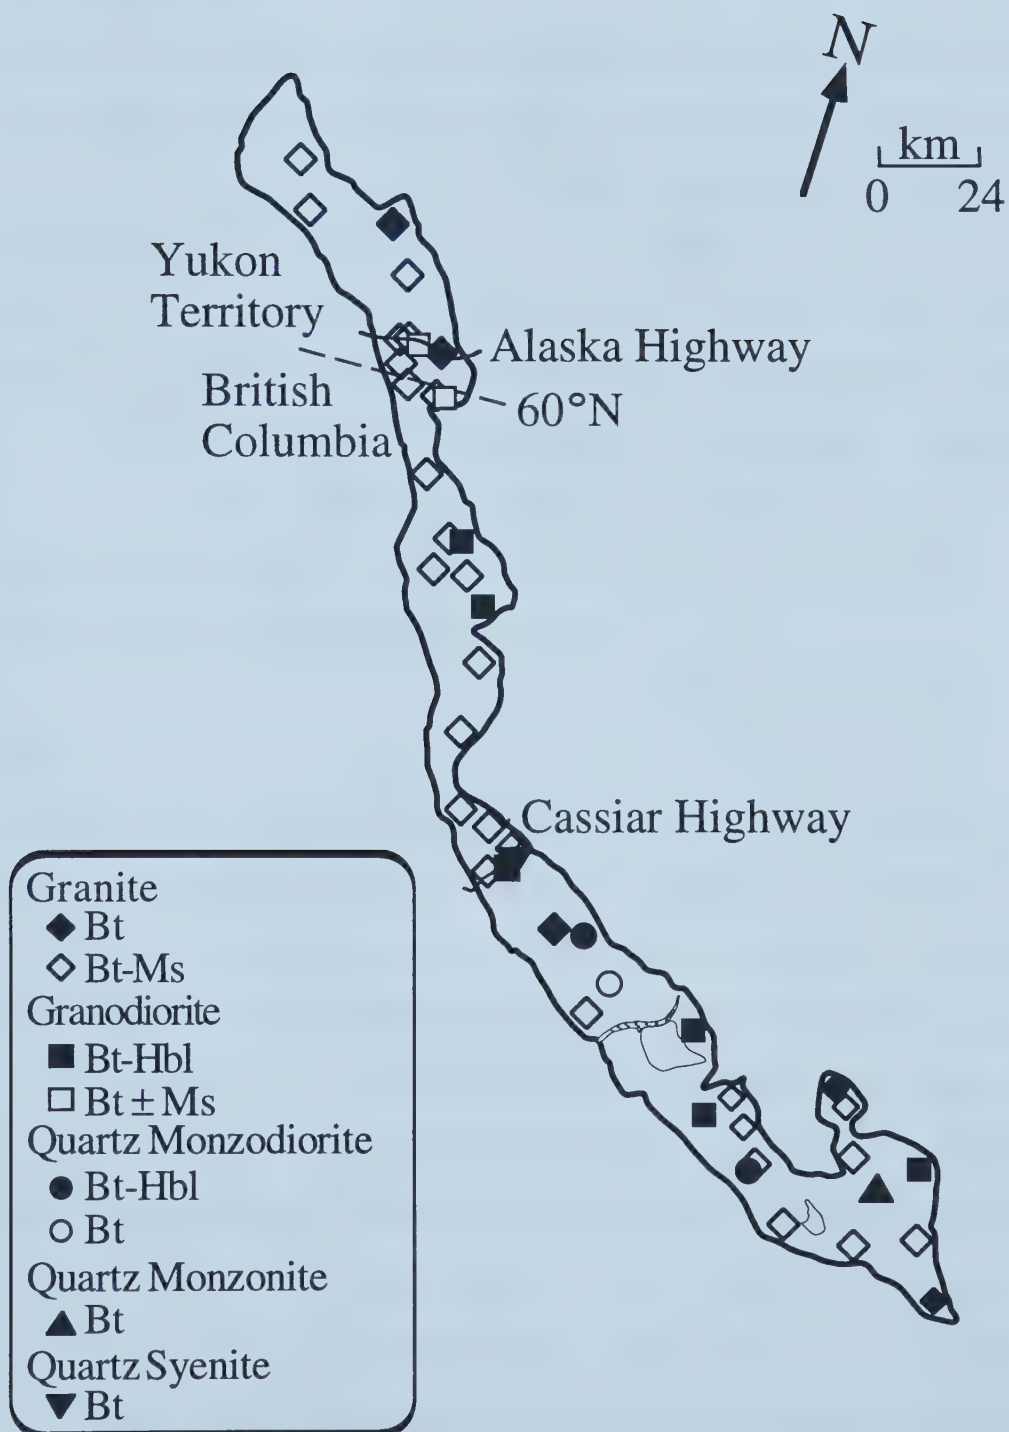 N
km
0 24
Yukon
Territory
Alaska Highway
British
Columbia
60°N
Cassiar Highway
Granite
Bt
Bt-Ms
Granodiorite
Bt-Hbl
Bt ± Ms
Quartz Monzodiorite
Bt-Hbl
Bt
Quartz Monzonite
Bt
Quartz Syenite
Bt